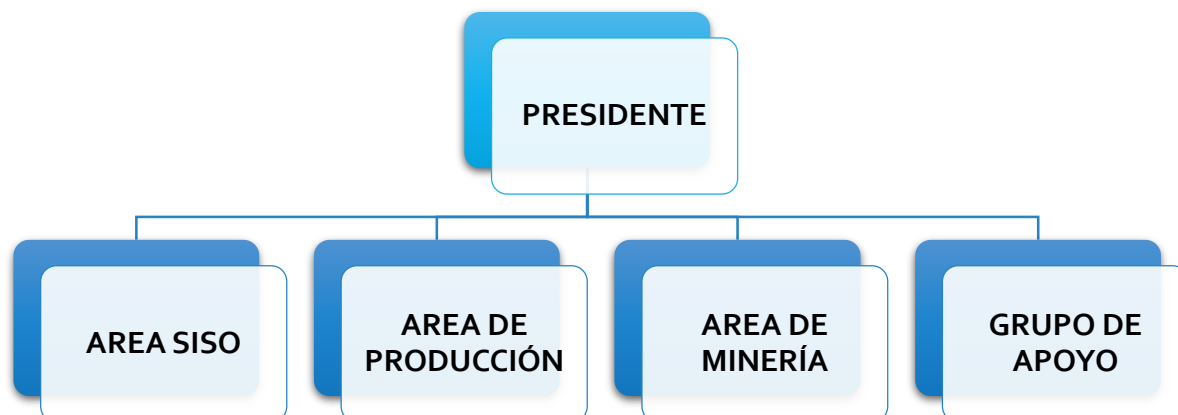 PRESIDENTE
AREA SISO
AREA DE
PRODUCCIÓN
AREA DE
MINERÍA
GRUPO DE
APOYO